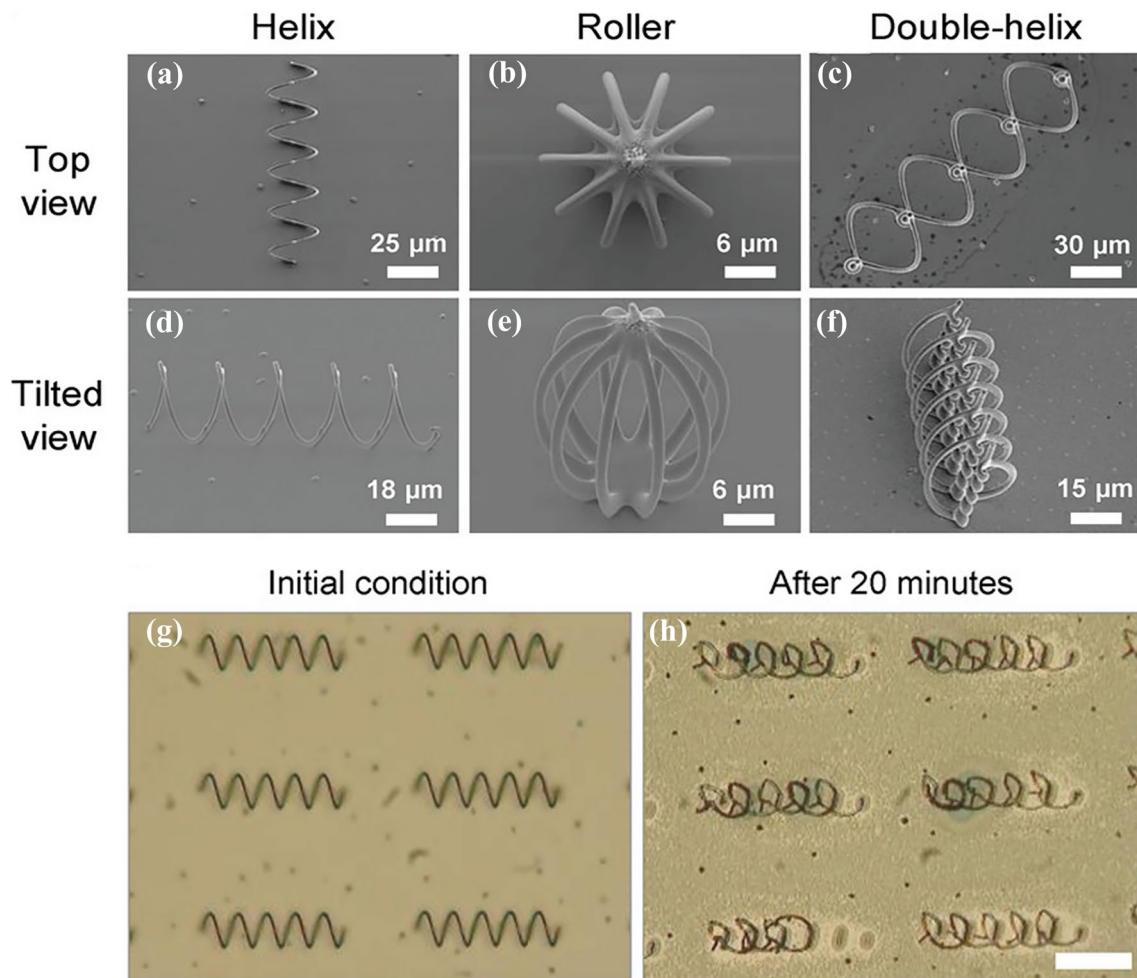 Helix Roller Double-helix
Top
view
(a) (b) (c)
25 µm 6 µm 30 µm
Tilted
view
(d) (e) (f)
18 µm 6 µm 15 µm
Initial condition After 20 minutes
(g) (h)